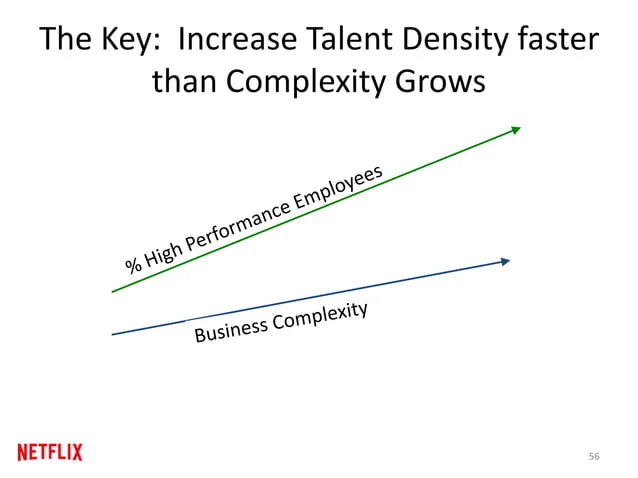 The Key:  Increase Talent Density faster
than Complexity Grows
% High Performance Employees
Business Complexity
NETFLIX
56